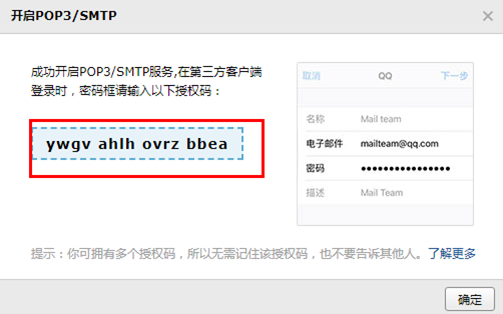 开启POP3/SMTP
成功开启POP3/SMTP服务,在第三方客户端
登录时，密码框请输入以下授权码：
ywgv ahlh ovrz bbea
取消 QQ 下一步
名称 Mail team
电子邮件 mailteam@qq.com
密码 ●●●●●●●●●●●●●●●●
描述 Mail Team
提示：你可拥有多个授权码，所以无需记住该授权码，也不要告诉其他人。了解更多
确定